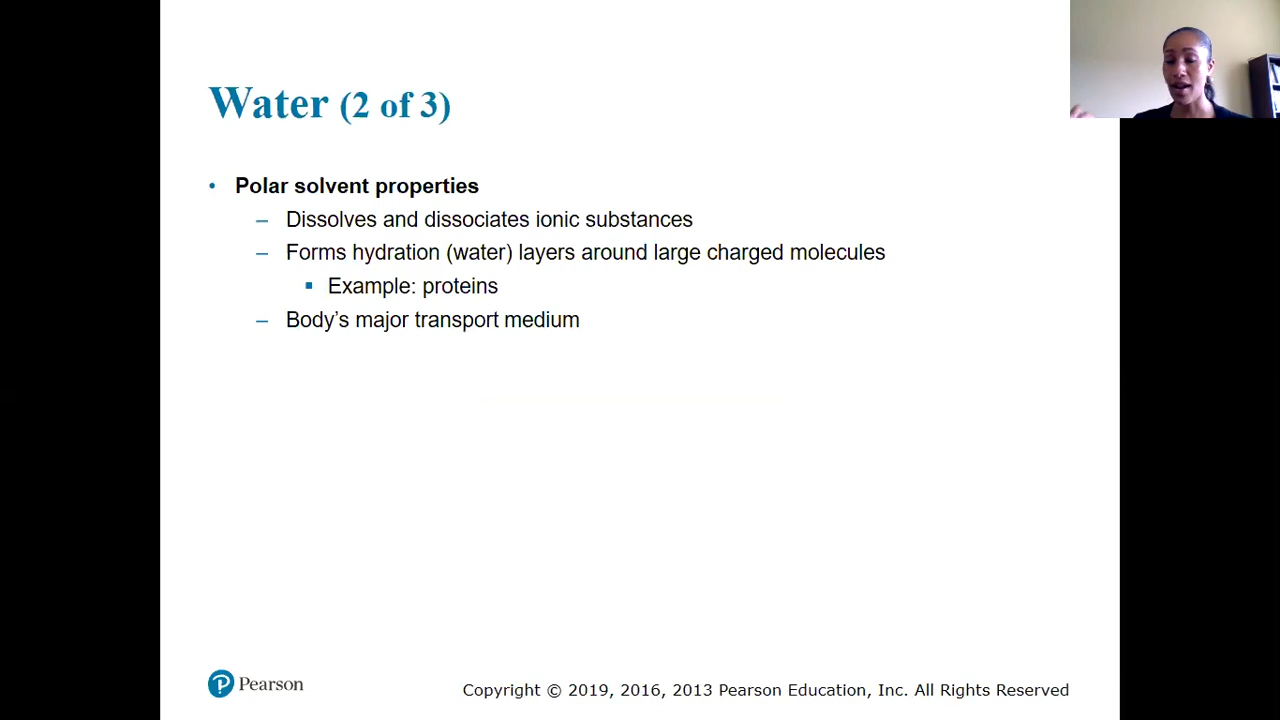 Water (2 of 3)
• Polar solvent properties
– Dissolves and dissociates ionic substances
– Forms hydration (water) layers around large charged molecules
▪ Example: proteins
– Body’s major transport medium
Pearson
Copyright © 2019, 2016, 2013 Pearson Education, Inc. All Rights Reserved